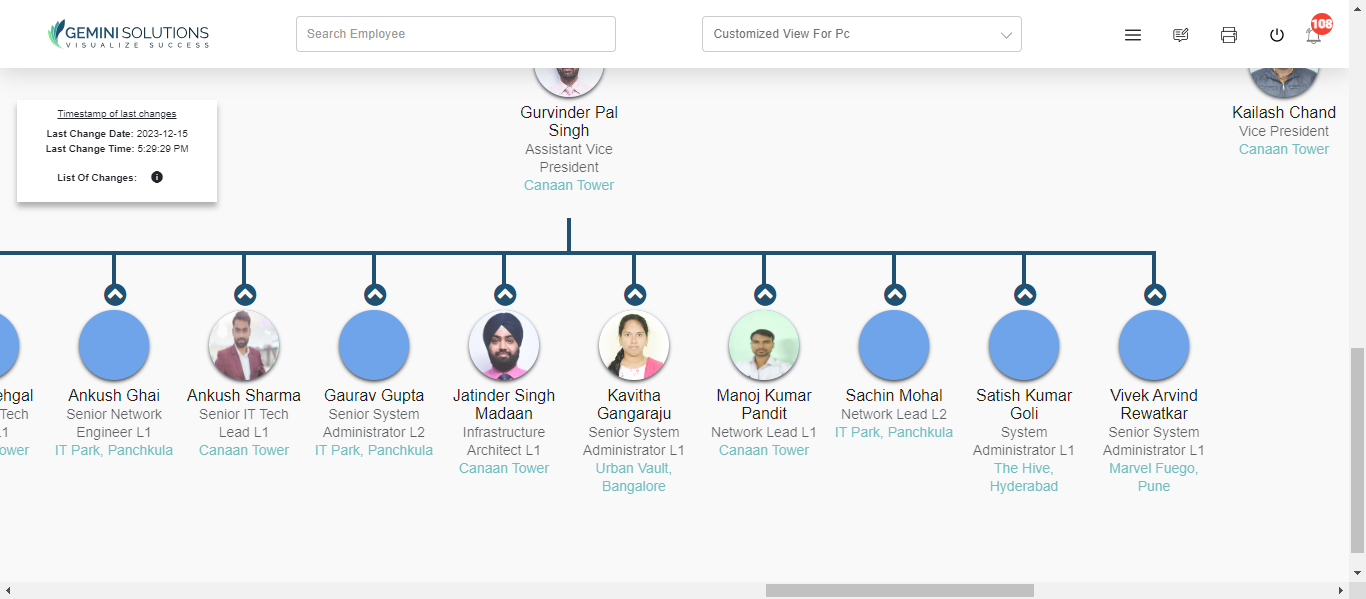 GEMINI SOLUTIONS
VISUALIZE SUCCESS
Search Employee
Customized View For Pc
108
Timestamp of last changes
Last Change Date: 2023-12-15
Last Change Time: 5:29:29 PM
List Of Changes:
Gurvinder Pal
Singh
Assistant Vice
President
Canaan Tower
Kailash Chand
Vice President
Canaan Tower
ehgal
Tech
.1
ower
Ankush Ghai
Senior Network
Engineer L1
IT Park, Panchkula
Ankush Sharma
Senior IT Tech
Lead L1
Canaan Tower
Gaurav Gupta
Senior System
Administrator L2
IT Park, Panchkula
Jatinder Singh
Madaan
Infrastructure
Architect L1
Canaan Tower
Kavitha
Gangaraju
Senior System
Administrator L1
Urban Vault,
Bangalore
Manoj Kumar
Pandit
Network Lead L1
Canaan Tower
Sachin Mohal
Network Lead L2
IT Park, Panchkula
Satish Kumar
Goli
System
Administrator L1
The Hive,
Hyderabad
Vivek Arvind
Rewatkar
Senior System
Administrator L1
Marvel Fuego,
Pune